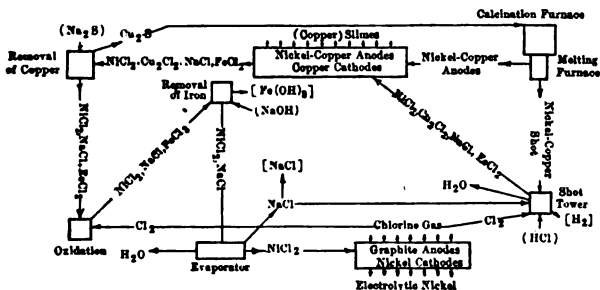 Calcination Furnace
(Na2S)
Cu2S
(Copper) Slimes
Removal
of Copper
NiCl2, Cu2Cl2, NaCl, FeCl2
Nickel-Copper Anodes
Copper Cathodes
Nickel-Copper
Anodes
Melting
Furnace
Removal
of Iron
[Fe(OH)3]
(NaOH)
NiCl2, NaCl, FeCl2
NiCl2, NaCl, FeCl3
NiCl2, NaCl
NiCl2, Cu2Cl2, NaCl, FeCl2
Nickel-Copper
Shot
[NaCl]
NaCl
H2O
Shot
Tower
[H2]
(HCl)
Cl2
Chlorine Gas
Cl2
Oxidation
H2O
Evaporator
NiCl2
Graphite Anodes
Nickel Cathodes
Electrolytic Nickel